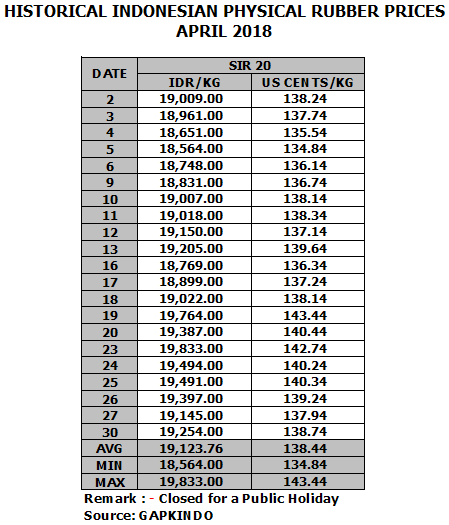 HISTORICAL INDONESIAN PHYSICAL RUBBER PRICES
APRIL 2018
DATE SIR 20
IDR/KG US CENTS/KG
2 19,009.00 138.24
3 18,961.00 137.74
4 18,651.00 135.54
5 18,564.00 134.84
6 18,748.00 136.14
9 18,831.00 136.74
10 19,007.00 138.14
11 19,018.00 138.34
12 19,150.00 137.14
13 19,205.00 139.64
16 18,769.00 136.34
17 18,899.00 137.24
18 19,022.00 138.14
19 19,764.00 143.44
20 19,387.00 140.44
23 19,833.00 142.74
24 19,494.00 140.24
25 19,491.00 140.34
26 19,397.00 139.24
27 19,145.00 137.94
30 19,254.00 138.74
AVG 19,123.76 138.44
MIN 18,564.00 134.84
MAX 19,833.00 143.44
Remark : - Closed for a Public Holiday
Source: GAPKINDO